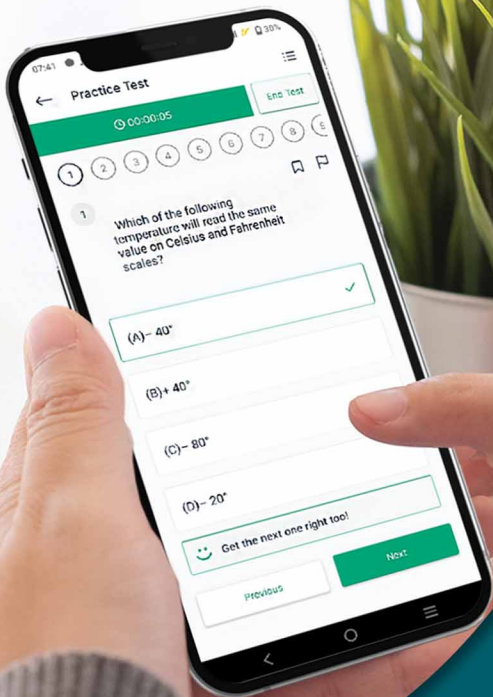 07:41
30%
Practice Test
00:00:05
End Test
1 2 3 4 5 6 7 8
1
Which of the following
temperature will read the same
value on Celsius and Fahrenheit
scales?
(A)– 40°
(B)+ 40°
(C)– 80°
(D)– 20°
Get the next one right too!
Previous
Next